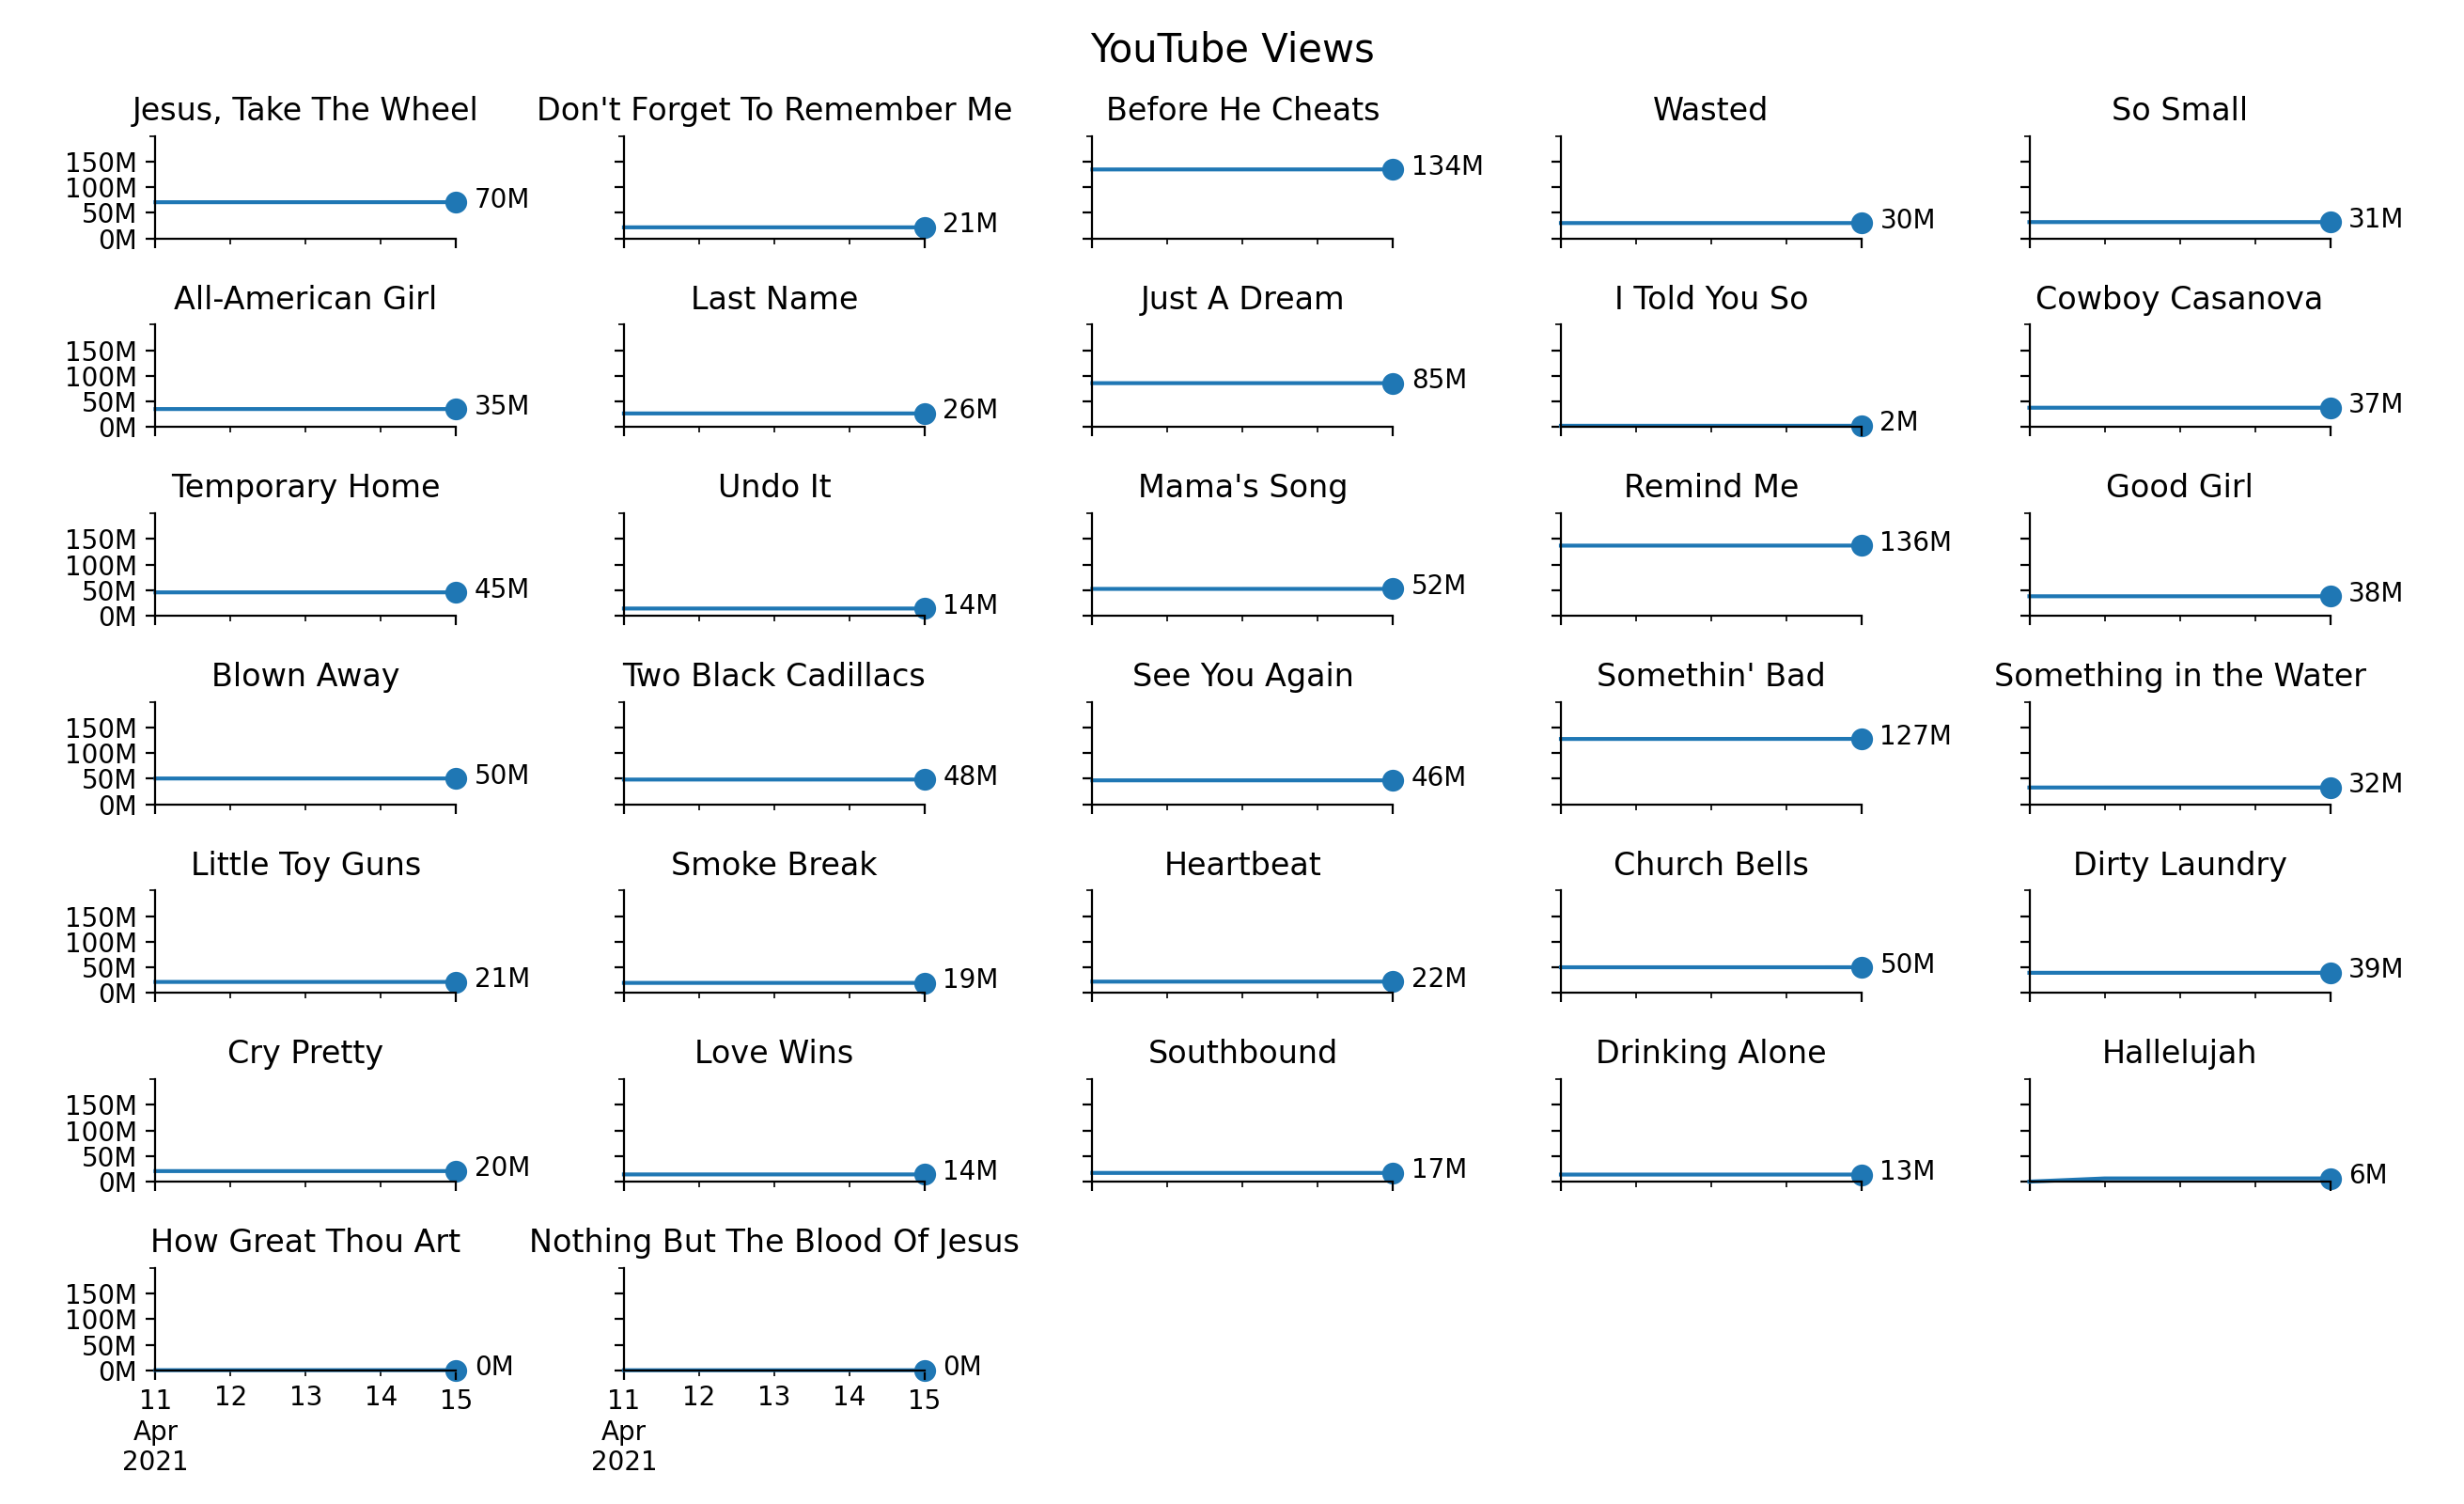 YouTube Views
Jesus, Take The Wheel
150M
100M
50M
0M
70M
Don't Forget To Remember Me
21M
Before He Cheats
134M
Wasted
30M
So Small
31M
All-American Girl
150M
100M
50M
0M
35M
Last Name
26M
Just A Dream
85M
I Told You So
2M
Cowboy Casanova
37M
Temporary Home
150M
100M
50M
0M
45M
Undo It
14M
Mama's Song
52M
Remind Me
136M
Good Girl
38M
Blown Away
150M
100M
50M
0M
50M
Two Black Cadillacs
48M
See You Again
46M
Somethin' Bad
127M
Something in the Water
32M
Little Toy Guns
150M
100M
50M
0M
21M
Smoke Break
19M
Heartbeat
22M
Church Bells
50M
Dirty Laundry
39M
Cry Pretty
150M
100M
50M
0M
20M
Love Wins
14M
Southbound
17M
Drinking Alone
13M
Hallelujah
6M
How Great Thou Art
150M
100M
50M
0M
0M
11 12 13 14 15
Apr
2021
Nothing But The Blood Of Jesus
0M
11 12 13 14 15
Apr
2021